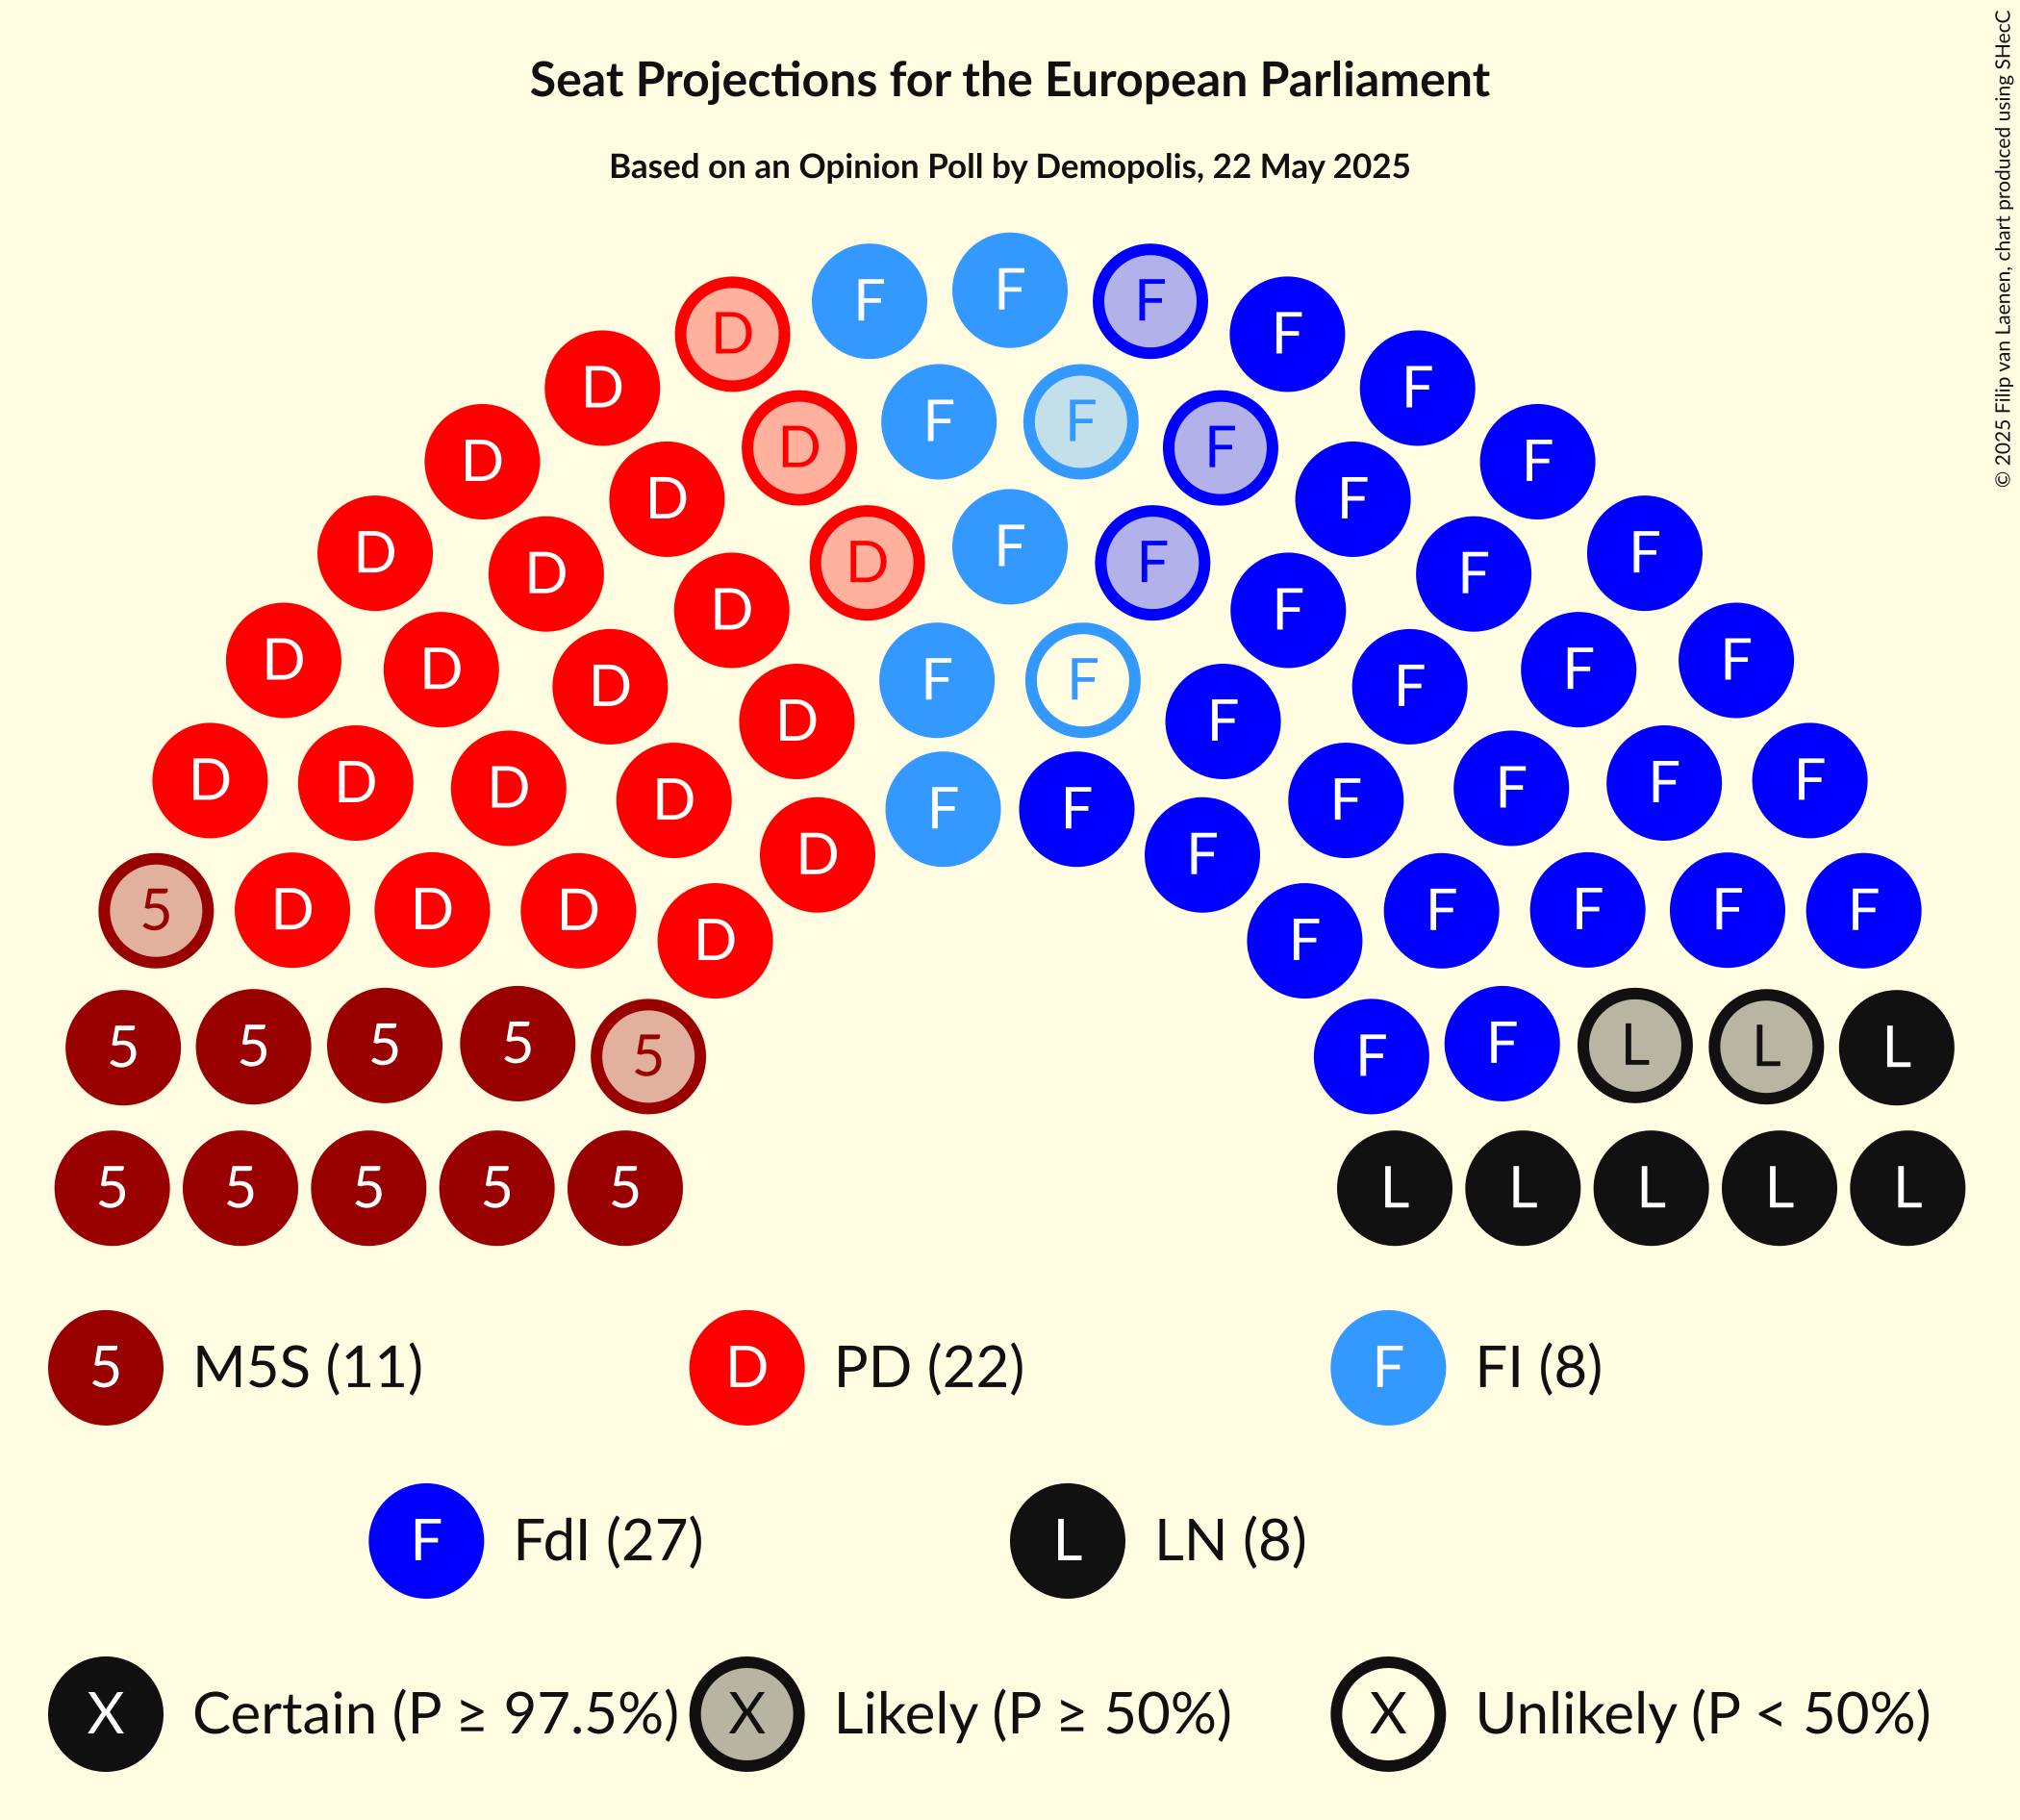 Seat Projections for the European Parliament
Based on an Opinion Poll by Demopolis, 22 May 2025
© 2025 Filip van Laenen, chart produced using SHecC
F
F F
D F F
D F F D
D F F D
D F F D
F
D F F D
D F F D
D F F F
D F F D
D F F D
D F F F
D F F D
D F F D
F F
D F
5 D D D F F F F
D F
5 5 5 5 F L L L
5 F
5 5 5 5 5 L L L L L
5 M5S (11) D PD (22) F FI (8)
F FdI (27) L LN (8)
X Certain (P ≥ 97.5%) X Likely (P ≥ 50%) X Unlikely (P < 50%)